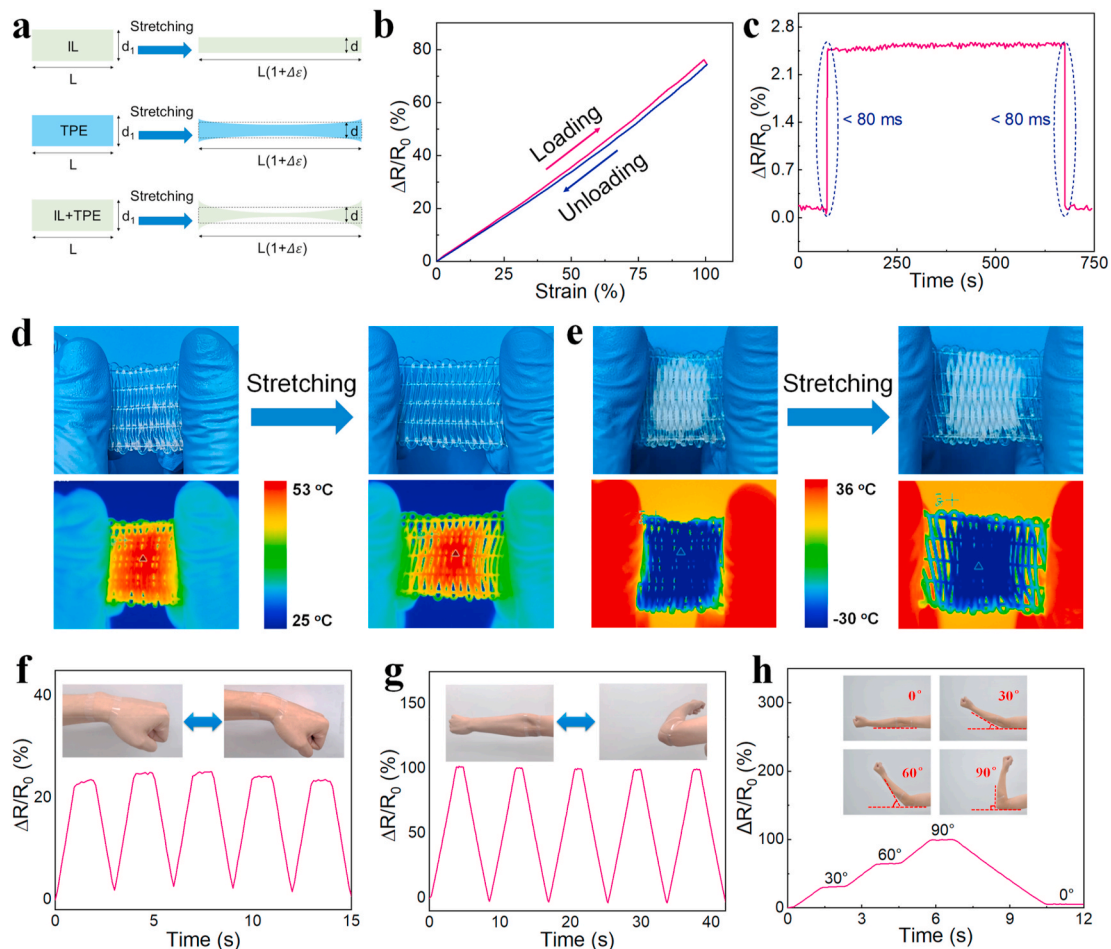 a
IL
d₁
L
Stretching
d
L(1+Δε)
TPE
d₁
L
Stretching
d
L(1+Δε)
IL+TPE
d₁
L
Stretching
d
L(1+Δε)
b
ΔR/R₀ (%)
80
60
40
20
0
Loading
Unloading
0
25
50
75
100
Strain (%)
c
ΔR/R₀ (%)
2.8
2.1
1.4
0.7
0.0
< 80 ms
< 80 ms
0
250
500
750
Time (s)
d
Stretching
53 °C
25 °C
e
Stretching
36 °C
-30 °C
f
ΔR/R₀ (%)
40
20
0
0
5
10
15
Time (s)
g
ΔR/R₀ (%)
150
100
50
0
0
10
20
30
40
Time (s)
h
ΔR/R₀ (%)
300
250
200
150
100
50
0
0°
30°
60°
90°
30°
60°
90°
0°
0
3
6
9
12
Time (s)